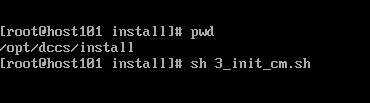 [root@host101 install]# pwd
/opt/dccs/install
[root@host101 install]# sh 3_init_cm.sh